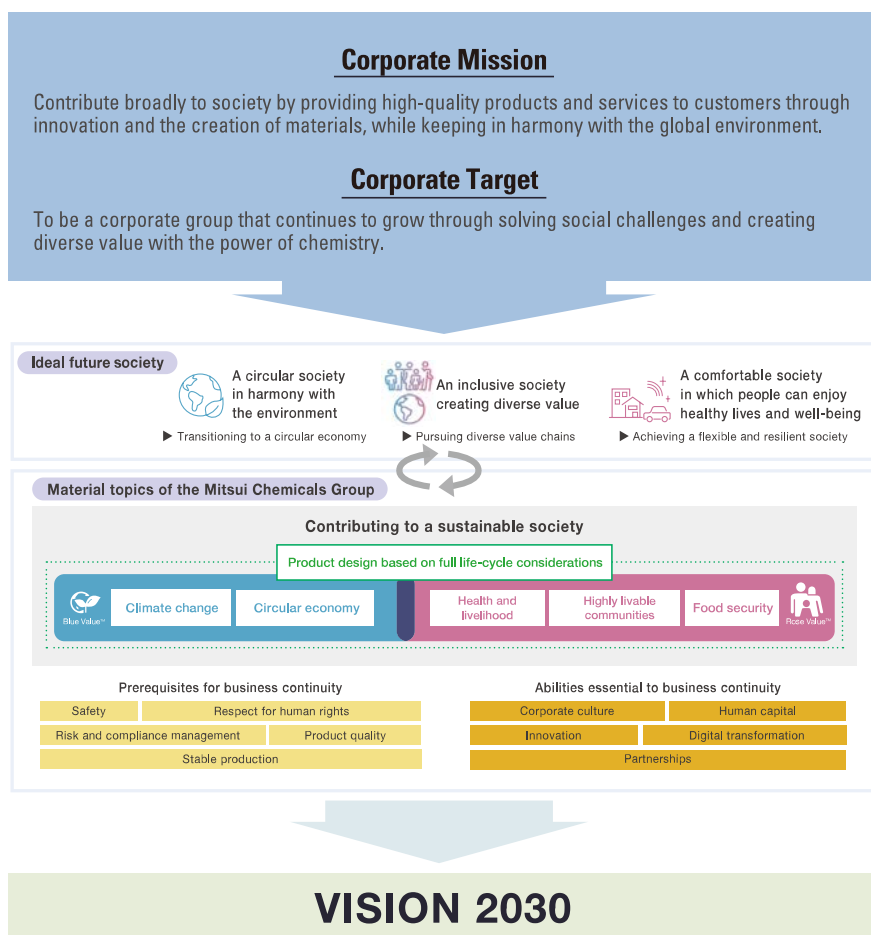 Corporate Mission
Contribute broadly to society by providing high-quality products and services to customers through
innovation and the creation of materials, while keeping in harmony with the global environment.
Corporate Target
To be a corporate group that continues to grow through solving social challenges and creating
diverse value with the power of chemistry.
Ideal future society
A circular society
in harmony with
the environment
▶ Transitioning to a circular economy
An inclusive society
creating diverse value
▶ Pursuing diverse value chains
A comfortable society
in which people can enjoy
healthy lives and well-being
▶ Achieving a flexible and resilient society
Material topics of the Mitsui Chemicals Group
Contributing to a sustainable society
Product design based on full life-cycle considerations
Blue Value™
Climate change
Circular economy
Health and
livelihood
Highly livable
communities
Food security
Rose Value™
Prerequisites for business continuity
Safety
Respect for human rights
Risk and compliance management
Product quality
Stable production
Abilities essential to business continuity
Corporate culture
Human capital
Innovation
Digital transformation
Partnerships
VISION 2030